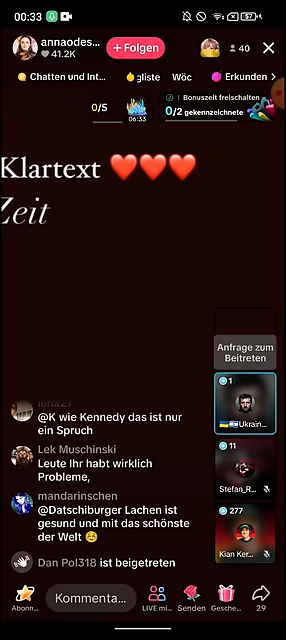 00:33
57
annaodes...
41.2K
+ Folgen
40
Chatten und Int...
gliste
Wöc
Erkunden
0/5
06:33
Bonuszeit freischalten
0/2 gekennzeichnete
Klartext ❤️❤️❤️
Zeit
Anfrage zum
Beitreten
1
🇺🇦🇮🇱Ukrain...
11
Stefan_R...
277
Kian Ker...
lena21
@K wie Kennedy das ist nur
ein Spruch
Lek Muschinski
Leute Ihr habt wirklich
Probleme,
mandarinschen
@Datschiburger Lachen ist
gesund und mit das schönste
der Welt ☺️
Dan Pol318 ist beigetreten
Abonn...
Kommenta...
LIVE mi...
Senden
Gesche...
29